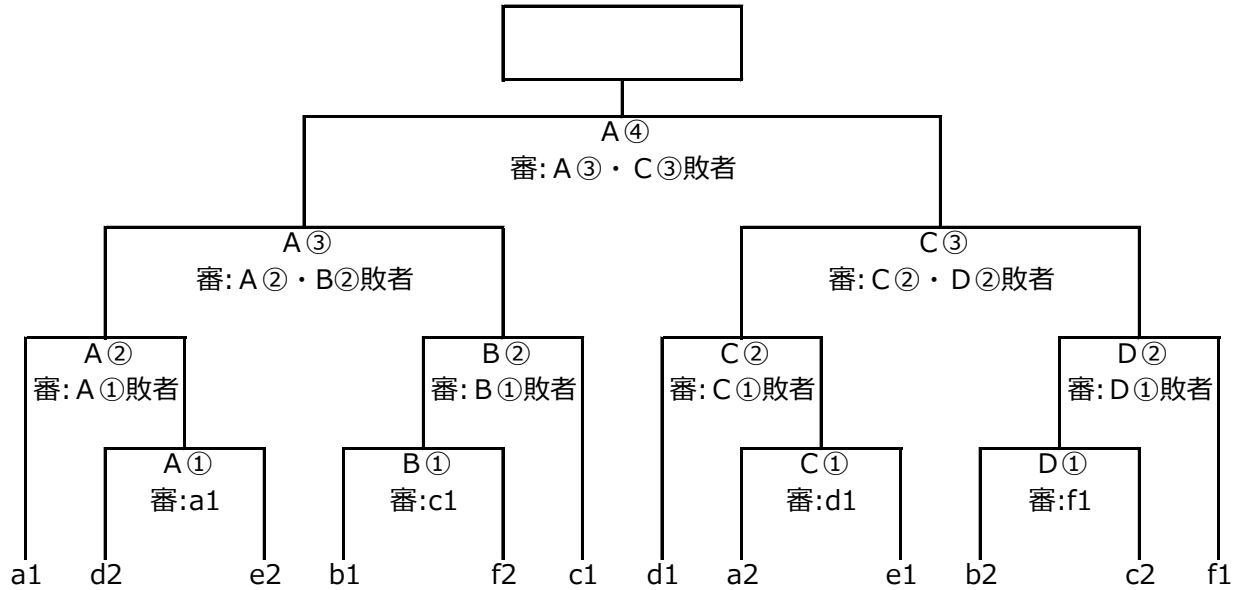 A④
審:A③・C③敗者
A③
C③
審:A②・B②敗者
審:C②・D②敗者
A②
B②
C②
D②
審:A①敗者
審:B①敗者
審:C①敗者
審:D①敗者
A①
B①
C①
D①
審:a1
審:c1
審:d1
審:f1
a1
d2
e2
b1
f2
c1
d1
a2
e1
b2
c2
f1